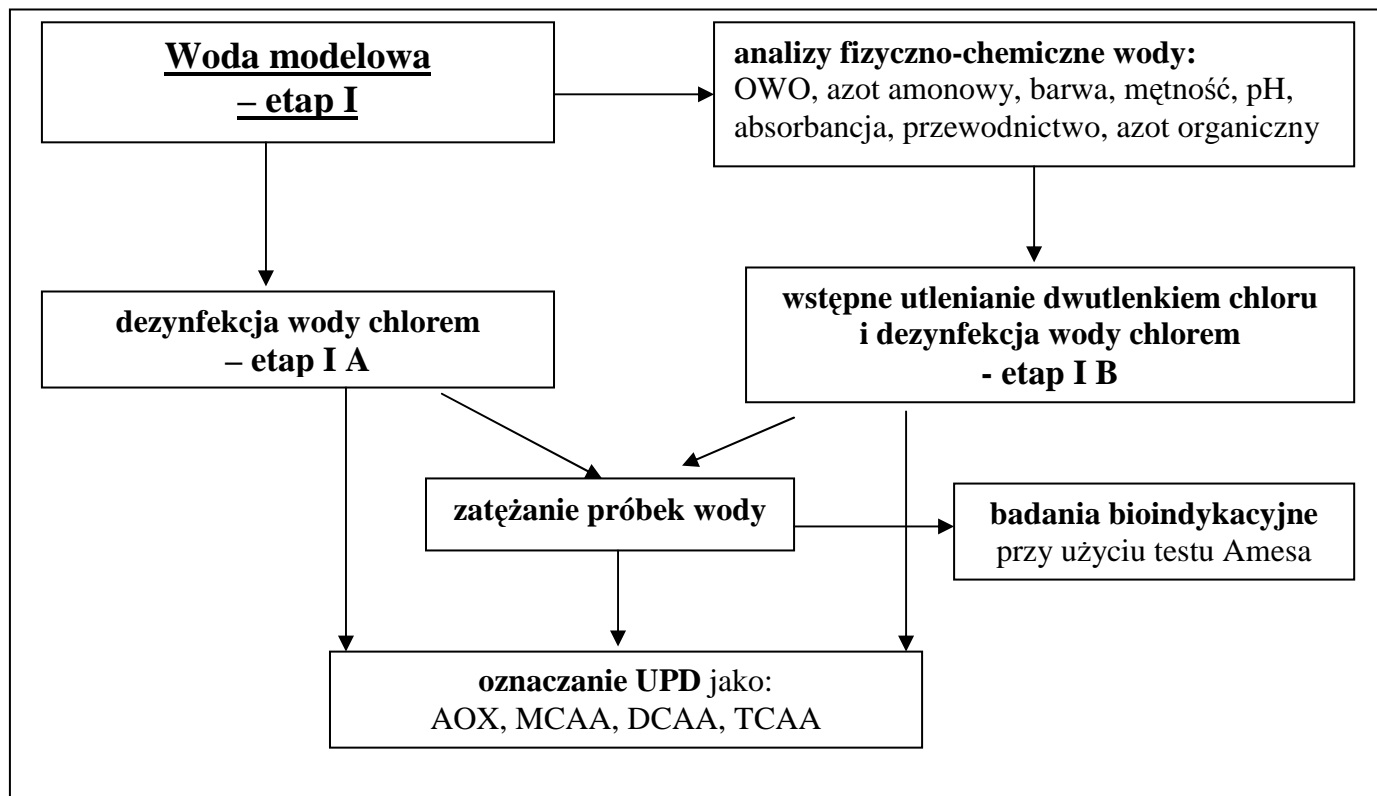 Woda modelowa
– etap I
analizy fizyczno-chemiczne wody:
OWO, azot amonowy, barwa, mętność, pH,
absorbancja, przewodnictwo, azot organiczny
dezynfekcja wody chlorem
– etap I A
wstępne utlenianie dwutlenkiem chloru
i dezynfekcja wody chlorem
- etap I B
zatężanie próbek wody
badania bioindykacyjne
przy użyciu testu Amesa
oznaczanie UPD jako:
AOX, MCAA, DCAA, TCAA